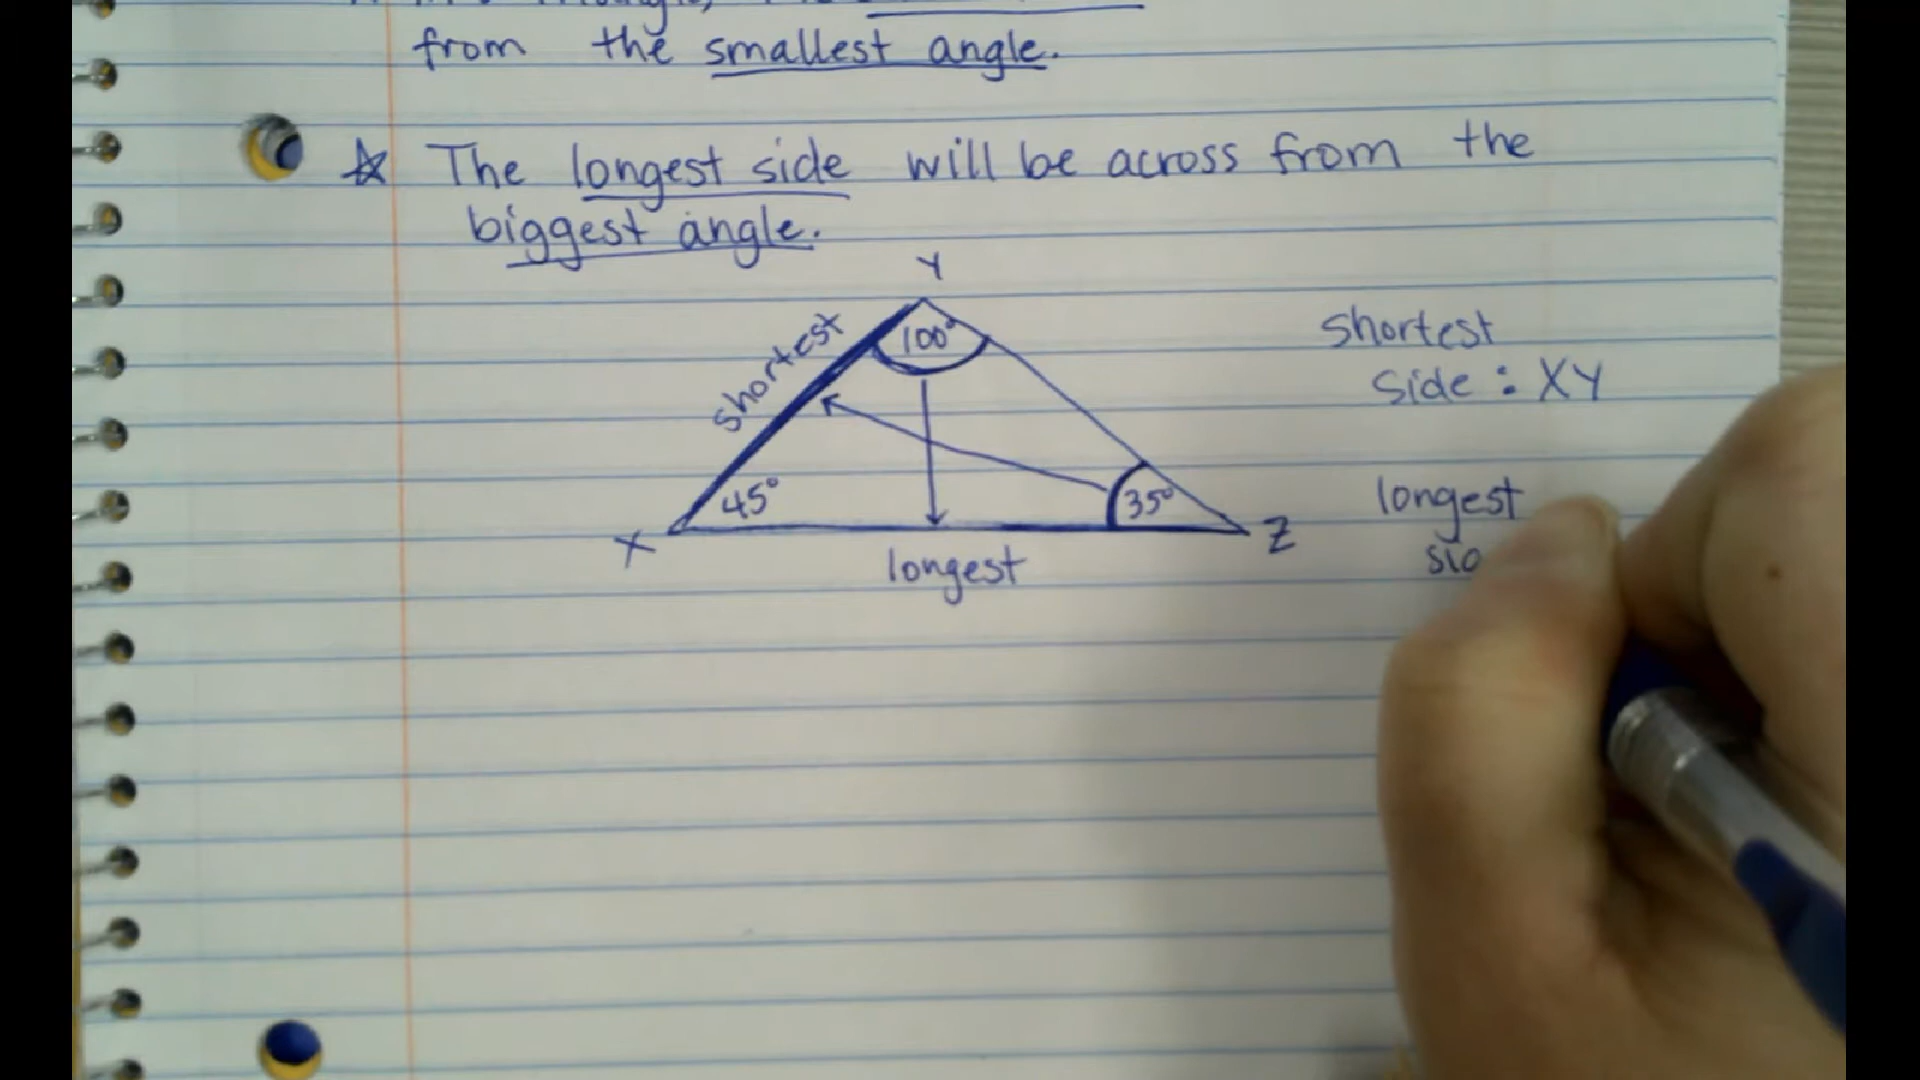 from the smallest angle.
☆ The longest side will be across from the
biggest angle.
Y
100°
shortest
45°
35°
X
Z
longest
shortest
side: XY
longest